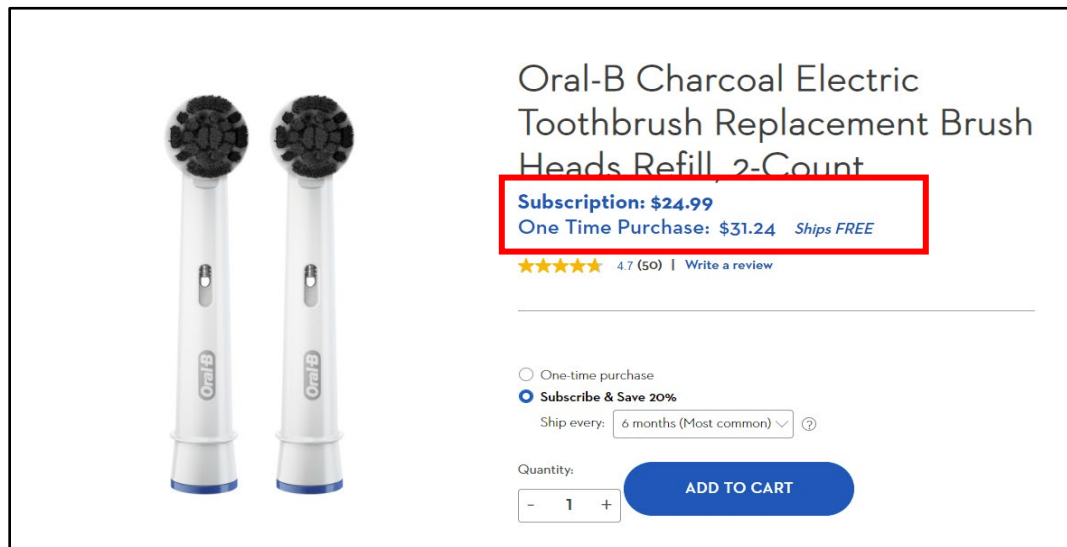 Oral-B Charcoal Electric
Toothbrush Replacement Brush
Heads Refill, 2-Count
Subscription: $24.99
One Time Purchase: $31.24 Ships FREE
4.7 (50) | Write a review
One-time purchase
Subscribe & Save 20%
Ship every: 6 months (Most common) ?
Quantity:
- 1 +
ADD TO CART
Oral-B
Oral-B